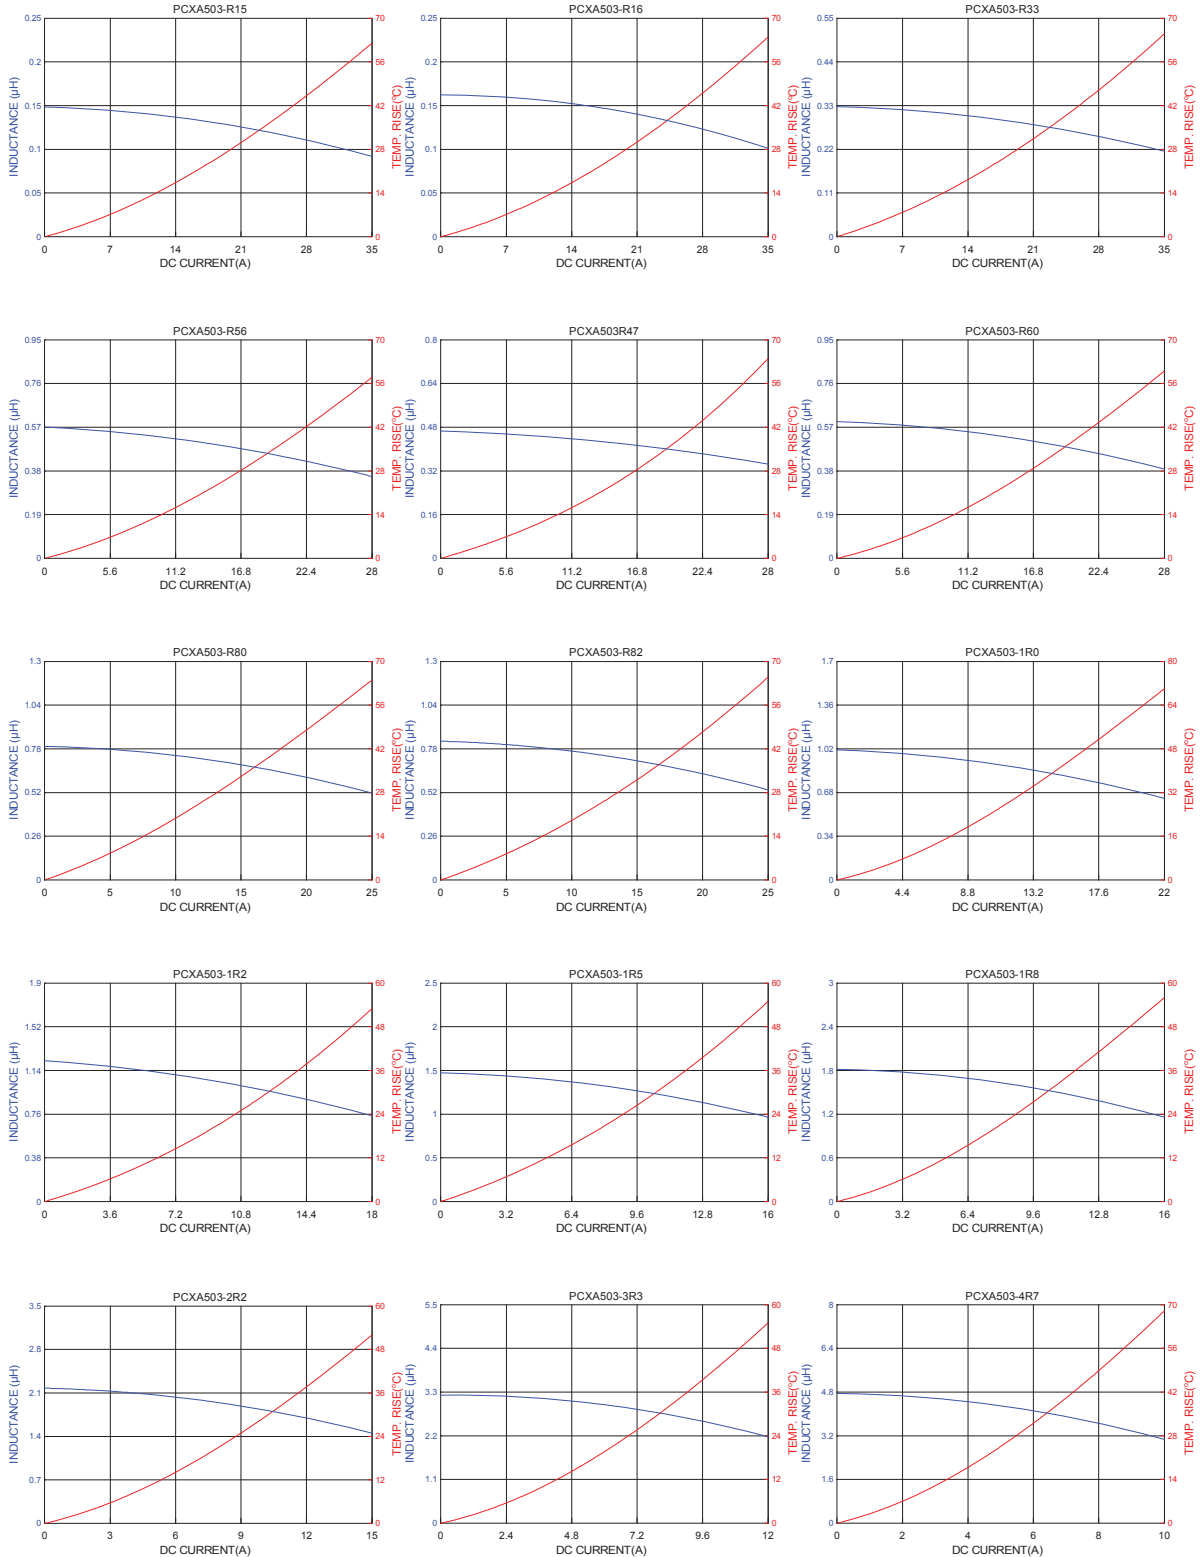 PCXA503-R15
INDUCTANCE (µH)
0.25
0.2
0.15
0.1
0.05
0
TEMP. RISE(°C)
70
56
42
28
14
0
0 7 14 21 28 35
DC CURRENT(A)
PCXA503-R16
INDUCTANCE (µH)
0.25
0.2
0.15
0.1
0.05
0
TEMP. RISE(°C)
70
56
42
28
14
0
0 7 14 21 28 35
DC CURRENT(A)
PCXA503-R33
INDUCTANCE (µH)
0.55
0.44
0.33
0.22
0.11
0
TEMP. RISE(°C)
70
56
42
28
14
0
0 7 14 21 28 35
DC CURRENT(A)
PCXA503-R56
INDUCTANCE (µH)
0.95
0.76
0.57
0.38
0.19
0
TEMP. RISE(°C)
70
56
42
28
14
0
0 5.6 11.2 16.8 22.4 28
DC CURRENT(A)
PCXA503R47
INDUCTANCE (µH)
0.8
0.64
0.48
0.32
0.16
0
TEMP. RISE(°C)
70
56
42
28
14
0
0 5.6 11.2 16.8 22.4 28
DC CURRENT(A)
PCXA503-R60
INDUCTANCE (µH)
0.95
0.76
0.57
0.38
0.19
0
TEMP. RISE(°C)
70
56
42
28
14
0
0 5.6 11.2 16.8 22.4 28
DC CURRENT(A)
PCXA503-R80
INDUCTANCE (µH)
1.3
1.04
0.78
0.52
0.26
0
TEMP. RISE(°C)
70
56
42
28
14
0
0 5 10 15 20 25
DC CURRENT(A)
PCXA503-R82
INDUCTANCE (µH)
1.3
1.04
0.78
0.52
0.26
0
TEMP. RISE(°C)
70
56
42
28
14
0
0 5 10 15 20 25
DC CURRENT(A)
PCXA503-1R0
INDUCTANCE (µH)
1.7
1.36
1.02
0.68
0.34
0
TEMP. RISE(°C)
80
64
48
32
16
0
0 4.4 8.8 13.2 17.6 22
DC CURRENT(A)
PCXA503-1R2
INDUCTANCE (µH)
1.9
1.52
1.14
0.76
0.38
0
TEMP. RISE(°C)
60
48
36
24
12
0
0 3.6 7.2 10.8 14.4 18
DC CURRENT(A)
PCXA503-1R5
INDUCTANCE (µH)
2.5
2
1.5
1
0.5
0
TEMP. RISE(°C)
60
48
36
24
12
0
0 3.2 6.4 9.6 12.8 16
DC CURRENT(A)
PCXA503-1R8
INDUCTANCE (µH)
3
2.4
1.8
1.2
0.6
0
TEMP. RISE(°C)
60
48
36
24
12
0
0 3.2 6.4 9.6 12.8 16
DC CURRENT(A)
PCXA503-2R2
INDUCTANCE (µH)
3.5
2.8
2.1
1.4
0.7
0
TEMP. RISE(°C)
60
48
36
24
12
0
0 3 6 9 12 15
DC CURRENT(A)
PCXA503-3R3
INDUCTANCE (µH)
5.5
4.4
3.3
2.2
1.1
0
TEMP. RISE(°C)
60
48
36
24
12
0
0 2.4 4.8 7.2 9.6 12
DC CURRENT(A)
PCXA503-4R7
INDUCTANCE (µH)
8
6.4
4.8
3.2
1.6
0
TEMP. RISE(°C)
70
56
42
28
14
0
0 2 4 6 8 10
DC CURRENT(A)